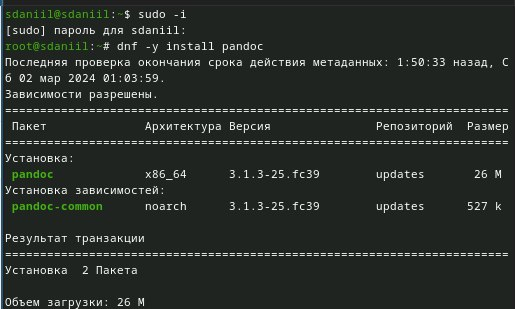 sdaniil@sdaniil:~$ sudo -i
[sudo] пароль для sdaniil:
root@sdaniil:~# dnf -y install pandoc
Последняя проверка окончания срока действия метаданных: 1:50:33 назад, С
б 02 мар 2024 01:03:59.
Зависимости разрешены.
================================================================================
Пакет Архитектура Версия Репозиторий Размер
================================================================================
Установка:
pandoc x86_64 3.1.3-25.fc39 updates 26 M
Установка зависимостей:
pandoc-common noarch 3.1.3-25.fc39 updates 527 k
Результат транзакции
================================================================================
Установка 2 Пакета
Объем загрузки: 26 M